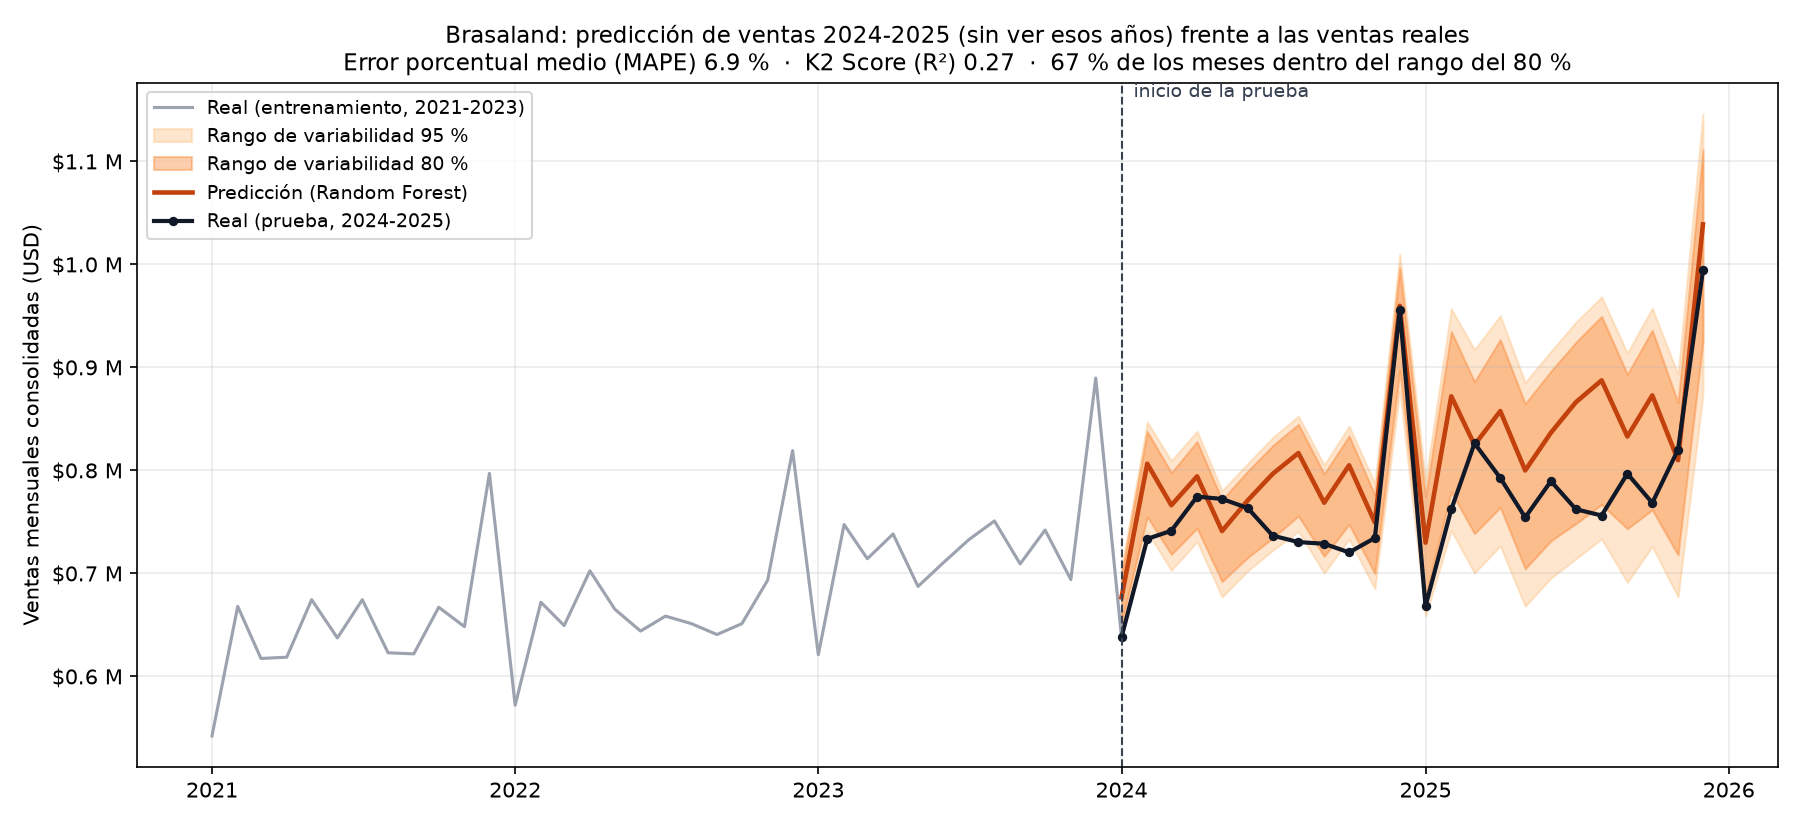 Brasaland: predicción de ventas 2024-2025 (sin ver esos años) frente a las ventas reales
Error porcentual medio (MAPE) 6.9 % · K2 Score (R²) 0.27 · 67 % de los meses dentro del rango del 80 %
inicio de la prueba
Real (entrenamiento, 2021-2023)
Rango de variabilidad 95 %
Rango de variabilidad 80 %
Predicción (Random Forest)
Real (prueba, 2024-2025)
Ventas mensuales consolidadas (USD)
$1.1 M
$1.0 M
$0.9 M
$0.8 M
$0.7 M
$0.6 M
2021
2022
2023
2024
2025
2026